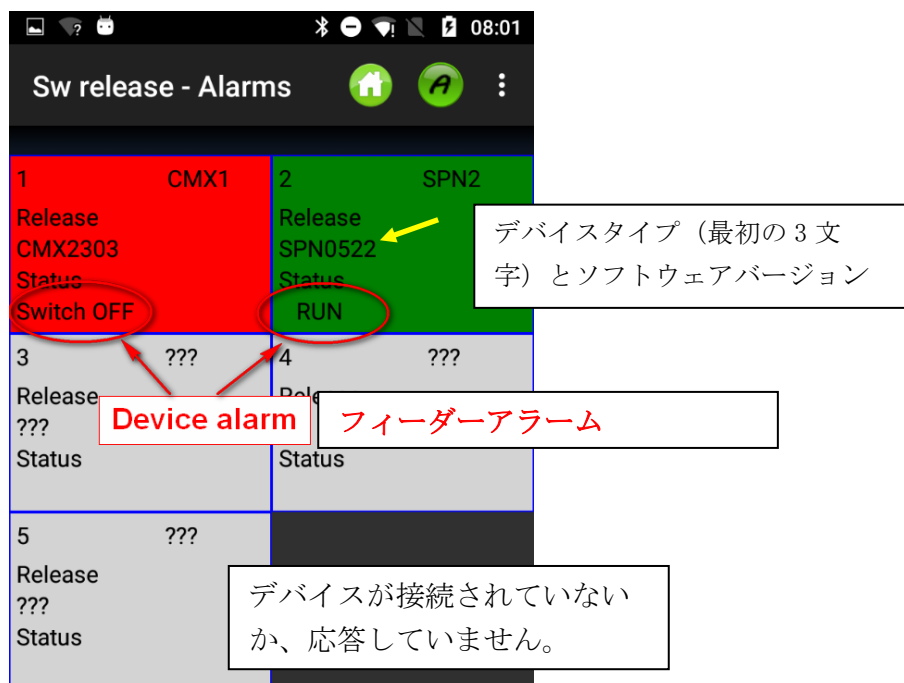 08:01
Sw release - Alarms
1 CMX1
Release
CMX2303
Status
Switch OFF
2 SPN2
Release
SPN0522
Status
RUN
デバイスタイプ（最初の 3 文
字）とソフトウェアバージョン
3 ???
Release
???
Status
4 ???
Status
Device alarm
フィーダーアラーム
5 ???
Release
???
Status
デバイスが接続されていない
か、応答していません。